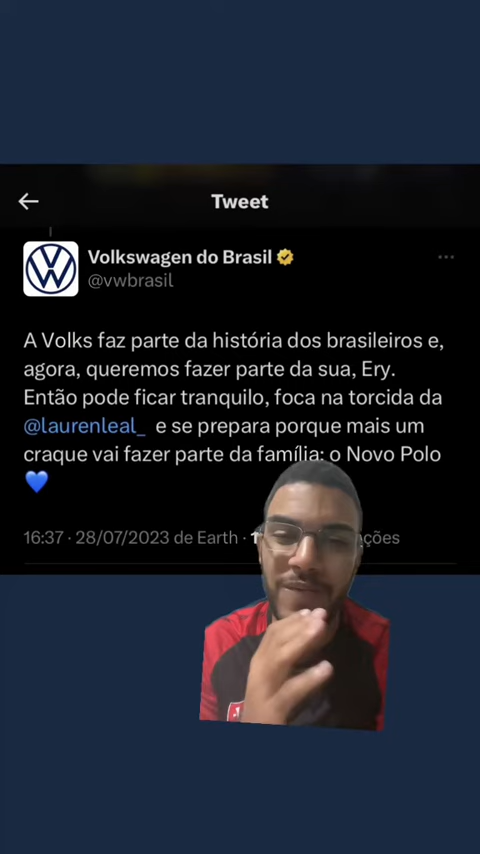 Tweet
Volkswagen do Brasil
@vwbrasil
A Volks faz parte da história dos brasileiros e,
agora, queremos fazer parte da sua, Ery.
Então pode ficar tranquilo, foca na torcida da
@laurenleal_ e se prepara porque mais um
craque vai fazer parte da família: o Novo Polo
💙
16:37 · 28/07/2023 de Earth ·